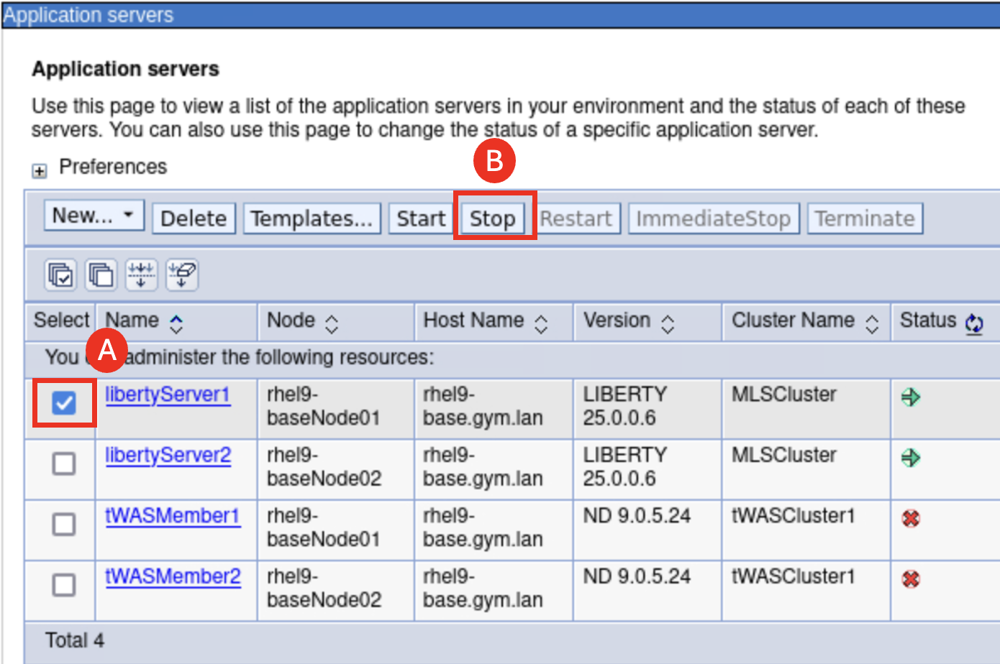 Application servers
Application servers
Use this page to view a list of the application servers in your environment and the status of each of these
servers. You can also use this page to change the status of a specific application server.
Preferences
B
New... Delete Templates... Start Stop Restart ImmediateStop Terminate
Select Name Node Host Name Version Cluster Name Status
A
You administer the following resources:
libertyServer1 rhel9- rhel9- LIBERTY MLSCluster
baseNode01 base.gym.lan 25.0.0.6
libertyServer2 rhel9- rhel9- LIBERTY MLSCluster
baseNode02 base.gym.lan 25.0.0.6
tWASMember1 rhel9- rhel9- ND 9.0.5.24 tWASCluster1
baseNode01 base.gym.lan
tWASMember2 rhel9- rhel9- ND 9.0.5.24 tWASCluster1
baseNode02 base.gym.lan
Total 4